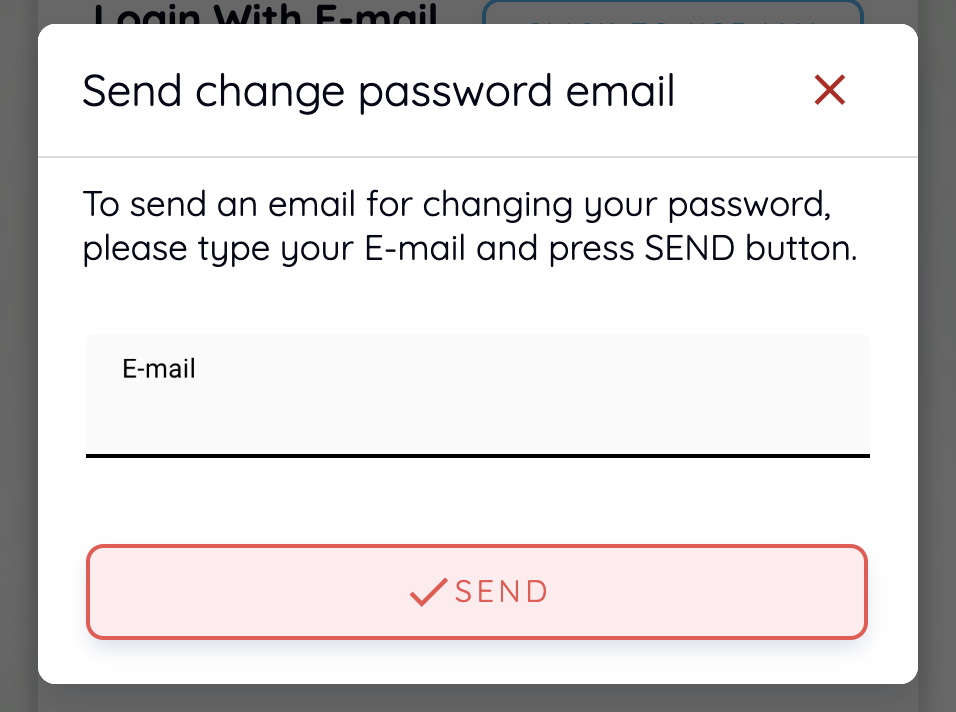 Login With E-mail
Send change password email
To send an email for changing your password,
please type your E-mail and press SEND button.
E-mail
SEND